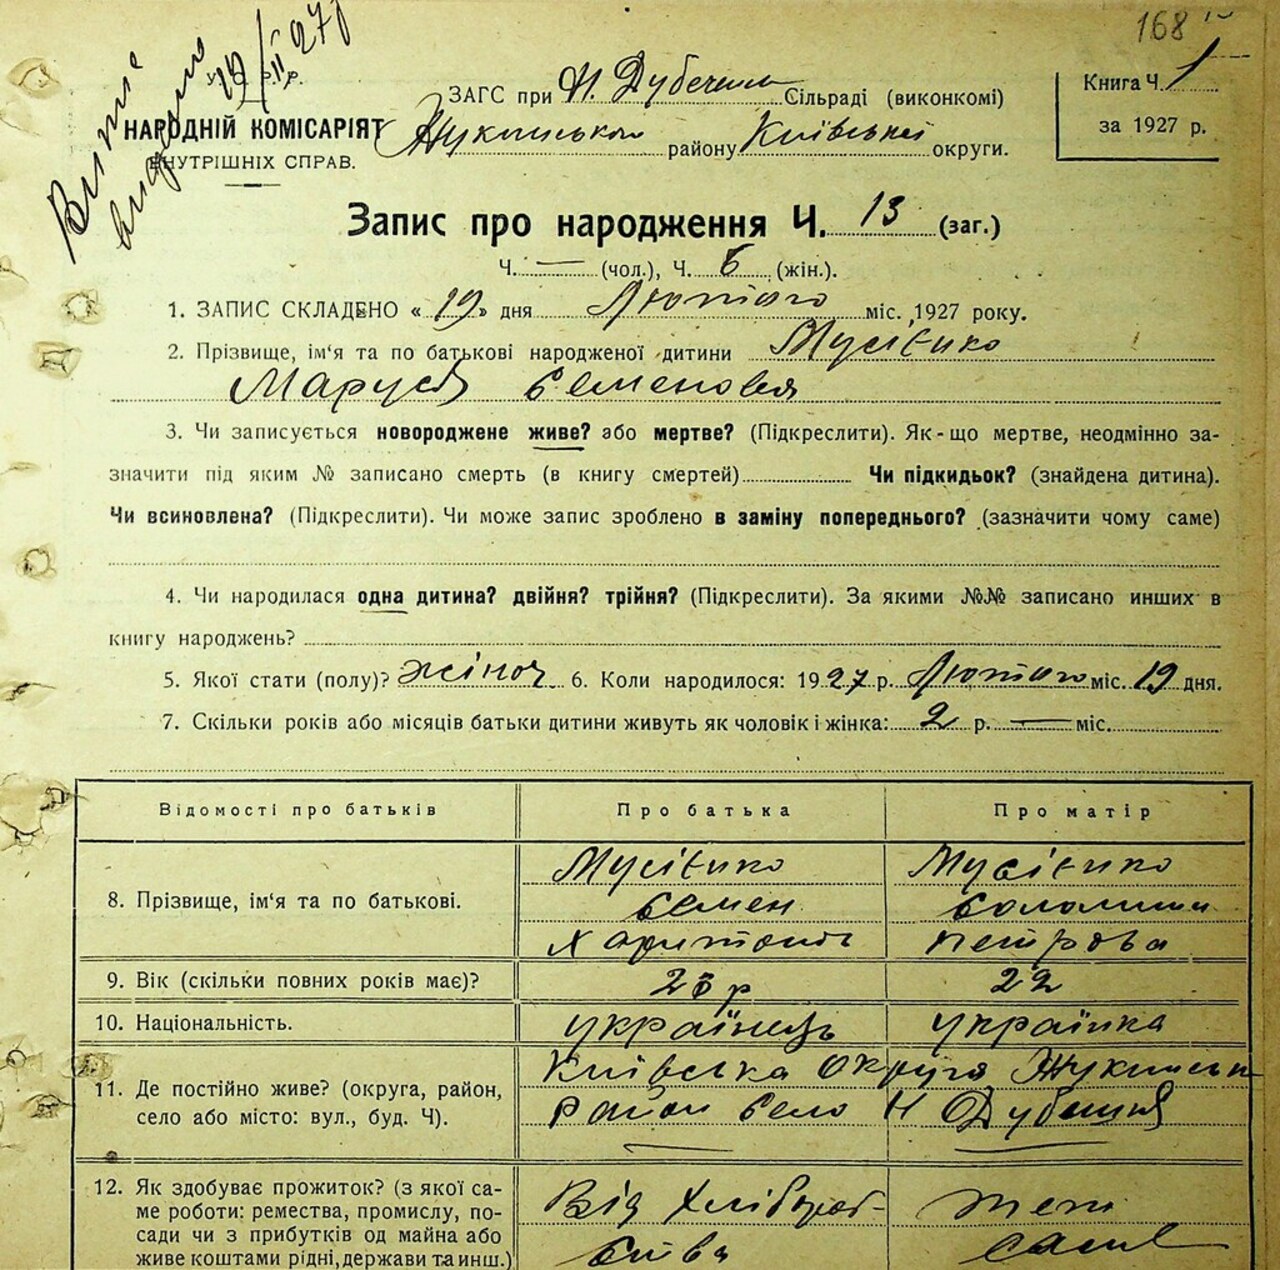 168
Витяг видано 19/II 27 р.
У.С.Р.Р.
НАРОДНІЙ КОМІСАРІЯТ
ВНУТРІШНІХ СПРАВ.
ЗАГС при Н. Дубечнь Сільраді (виконкомі)
Жукинського району Київської округи.
Книга Ч. 1
за 1927 р.
Запис про народження Ч. 13 (заг.)
Ч. — (чол.), Ч. 6 (жін.).
1. ЗАПИС СКЛАДЕНО « 19 » дня Лютого міс. 1927 року.
2. Прізвище, ім'я та по батькові народженої дитини Мусієнко
Маруся Семеновна
3. Чи записується новороджене живе? або мертве? (Підкреслити). Як-що мертве, неодмінно за-
значити під яким № записано смерть (в книгу смертей) Чи підкидьок? (знайдена дитина).
Чи всиновлена? (Підкреслити). Чи може запис зроблено в заміну попереднього? (зазначити чому саме)
4. Чи народилася одна дитина? двійня? трійня? (Підкреслити). За якими №№ записано инших в
книгу народжень?
5. Якої стати (полу)? жіноч 6. Коли народилося: 1927 р. Лютого міс. 19 дня.
7. Скільки років або місяців батьки дитини живуть як чоловік і жінка: 2 р. — міс.
Відомості про батьків Про батька Про матір
8. Прізвище, ім'я та по батькові.
Мусієнко Мусієнко
Семен Соломия
Харитонів Петрова
9. Вік (скільки повних років має)? р 22
10. Національність. українець українка
11. Де постійно живе? (округа, район,
село або місто: вул., буд. Ч).
Київська округа Жукинськ
район село Н Дубечня
12. Як здобуває прожиток? (з якої са-
ме роботи: ремества, промислу, по-
сади чи з прибутків од майна або
живе коштами рідні, держави та инш.)
Від хлібороб-
ства
теж
саме